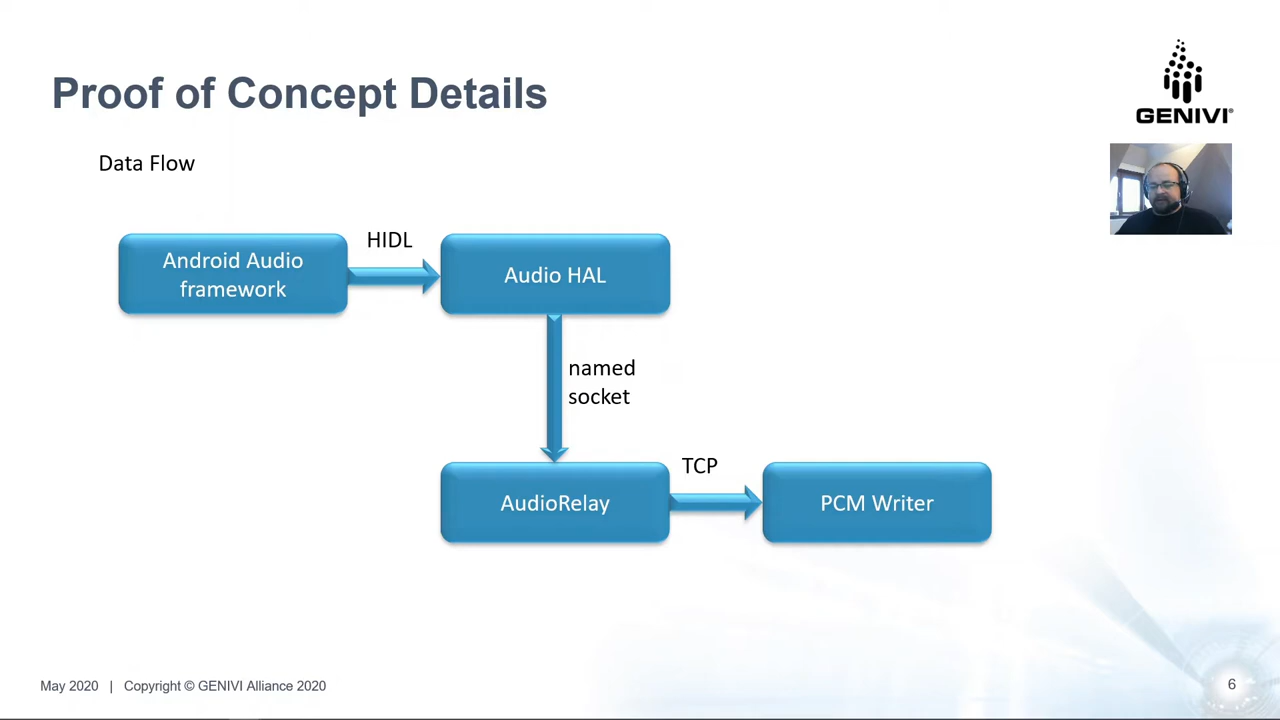 Proof of Concept Details
GENIVI®
Data Flow
Android Audio
framework
HIDL
Audio HAL
named
socket
AudioRelay
TCP
PCM Writer
May 2020 | Copyright © GENIVI Alliance 2020
6